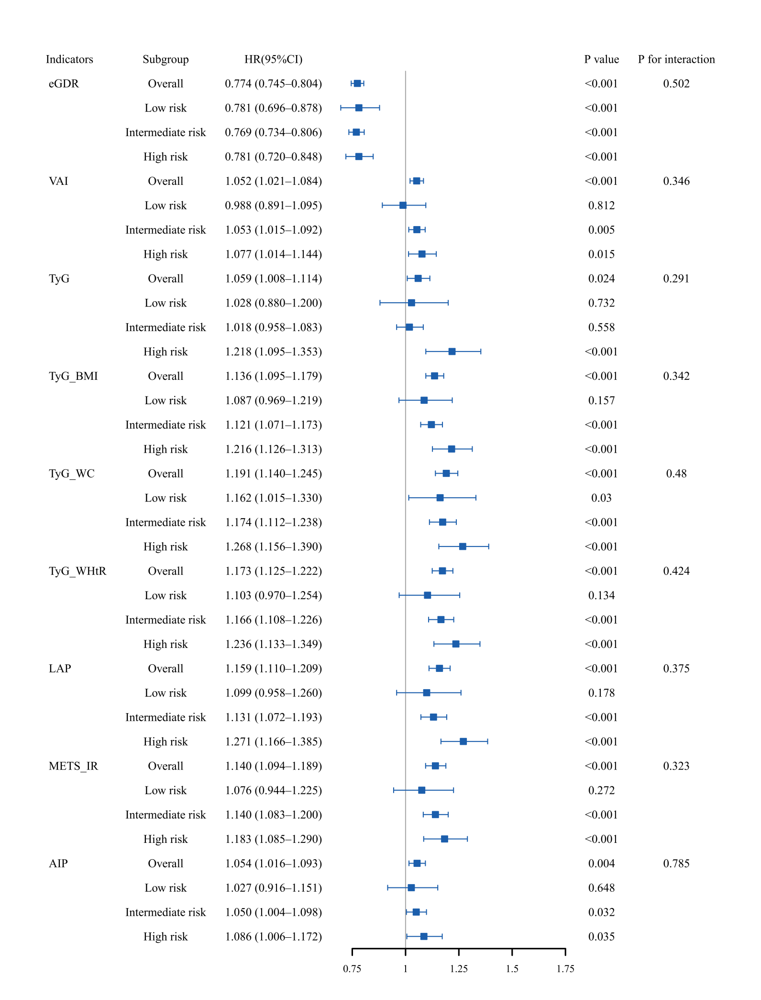 Indicators Subgroup HR(95%CI) P value P for interaction
eGDR Overall 0.774 (0.745–0.804) <0.001 0.502
Low risk 0.781 (0.696–0.878) <0.001
Intermediate risk 0.769 (0.734–0.806) <0.001
High risk 0.781 (0.720–0.848) <0.001
VAI Overall 1.052 (1.021–1.084) <0.001 0.346
Low risk 0.988 (0.891–1.095) 0.812
Intermediate risk 1.053 (1.015–1.092) 0.005
High risk 1.077 (1.014–1.144) 0.015
TyG Overall 1.059 (1.008–1.114) 0.024 0.291
Low risk 1.028 (0.880–1.200) 0.732
Intermediate risk 1.018 (0.958–1.083) 0.558
High risk 1.218 (1.095–1.353) <0.001
TyG_BMI Overall 1.136 (1.095–1.179) <0.001 0.342
Low risk 1.087 (0.969–1.219) 0.157
Intermediate risk 1.121 (1.071–1.173) <0.001
High risk 1.216 (1.126–1.313) <0.001
TyG_WC Overall 1.191 (1.140–1.245) <0.001 0.48
Low risk 1.162 (1.015–1.330) 0.03
Intermediate risk 1.174 (1.112–1.238) <0.001
High risk 1.268 (1.156–1.390) <0.001
TyG_WHtR Overall 1.173 (1.125–1.222) <0.001 0.424
Low risk 1.103 (0.970–1.254) 0.134
Intermediate risk 1.166 (1.108–1.226) <0.001
High risk 1.236 (1.133–1.349) <0.001
LAP Overall 1.159 (1.110–1.209) <0.001 0.375
Low risk 1.099 (0.958–1.260) 0.178
Intermediate risk 1.131 (1.072–1.193) <0.001
High risk 1.271 (1.166–1.385) <0.001
METS_IR Overall 1.140 (1.094–1.189) <0.001 0.323
Low risk 1.076 (0.944–1.225) 0.272
Intermediate risk 1.140 (1.083–1.200) <0.001
High risk 1.183 (1.085–1.290) <0.001
AIP Overall 1.054 (1.016–1.093) 0.004 0.785
Low risk 1.027 (0.916–1.151) 0.648
Intermediate risk 1.050 (1.004–1.098) 0.032
High risk 1.086 (1.006–1.172) 0.035
0.75 1 1.25 1.5 1.75